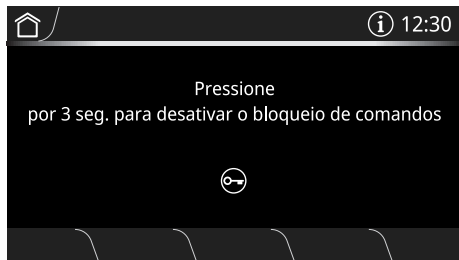 12:30
Pressione
por 3 seg. para desativar o bloqueio de comandos